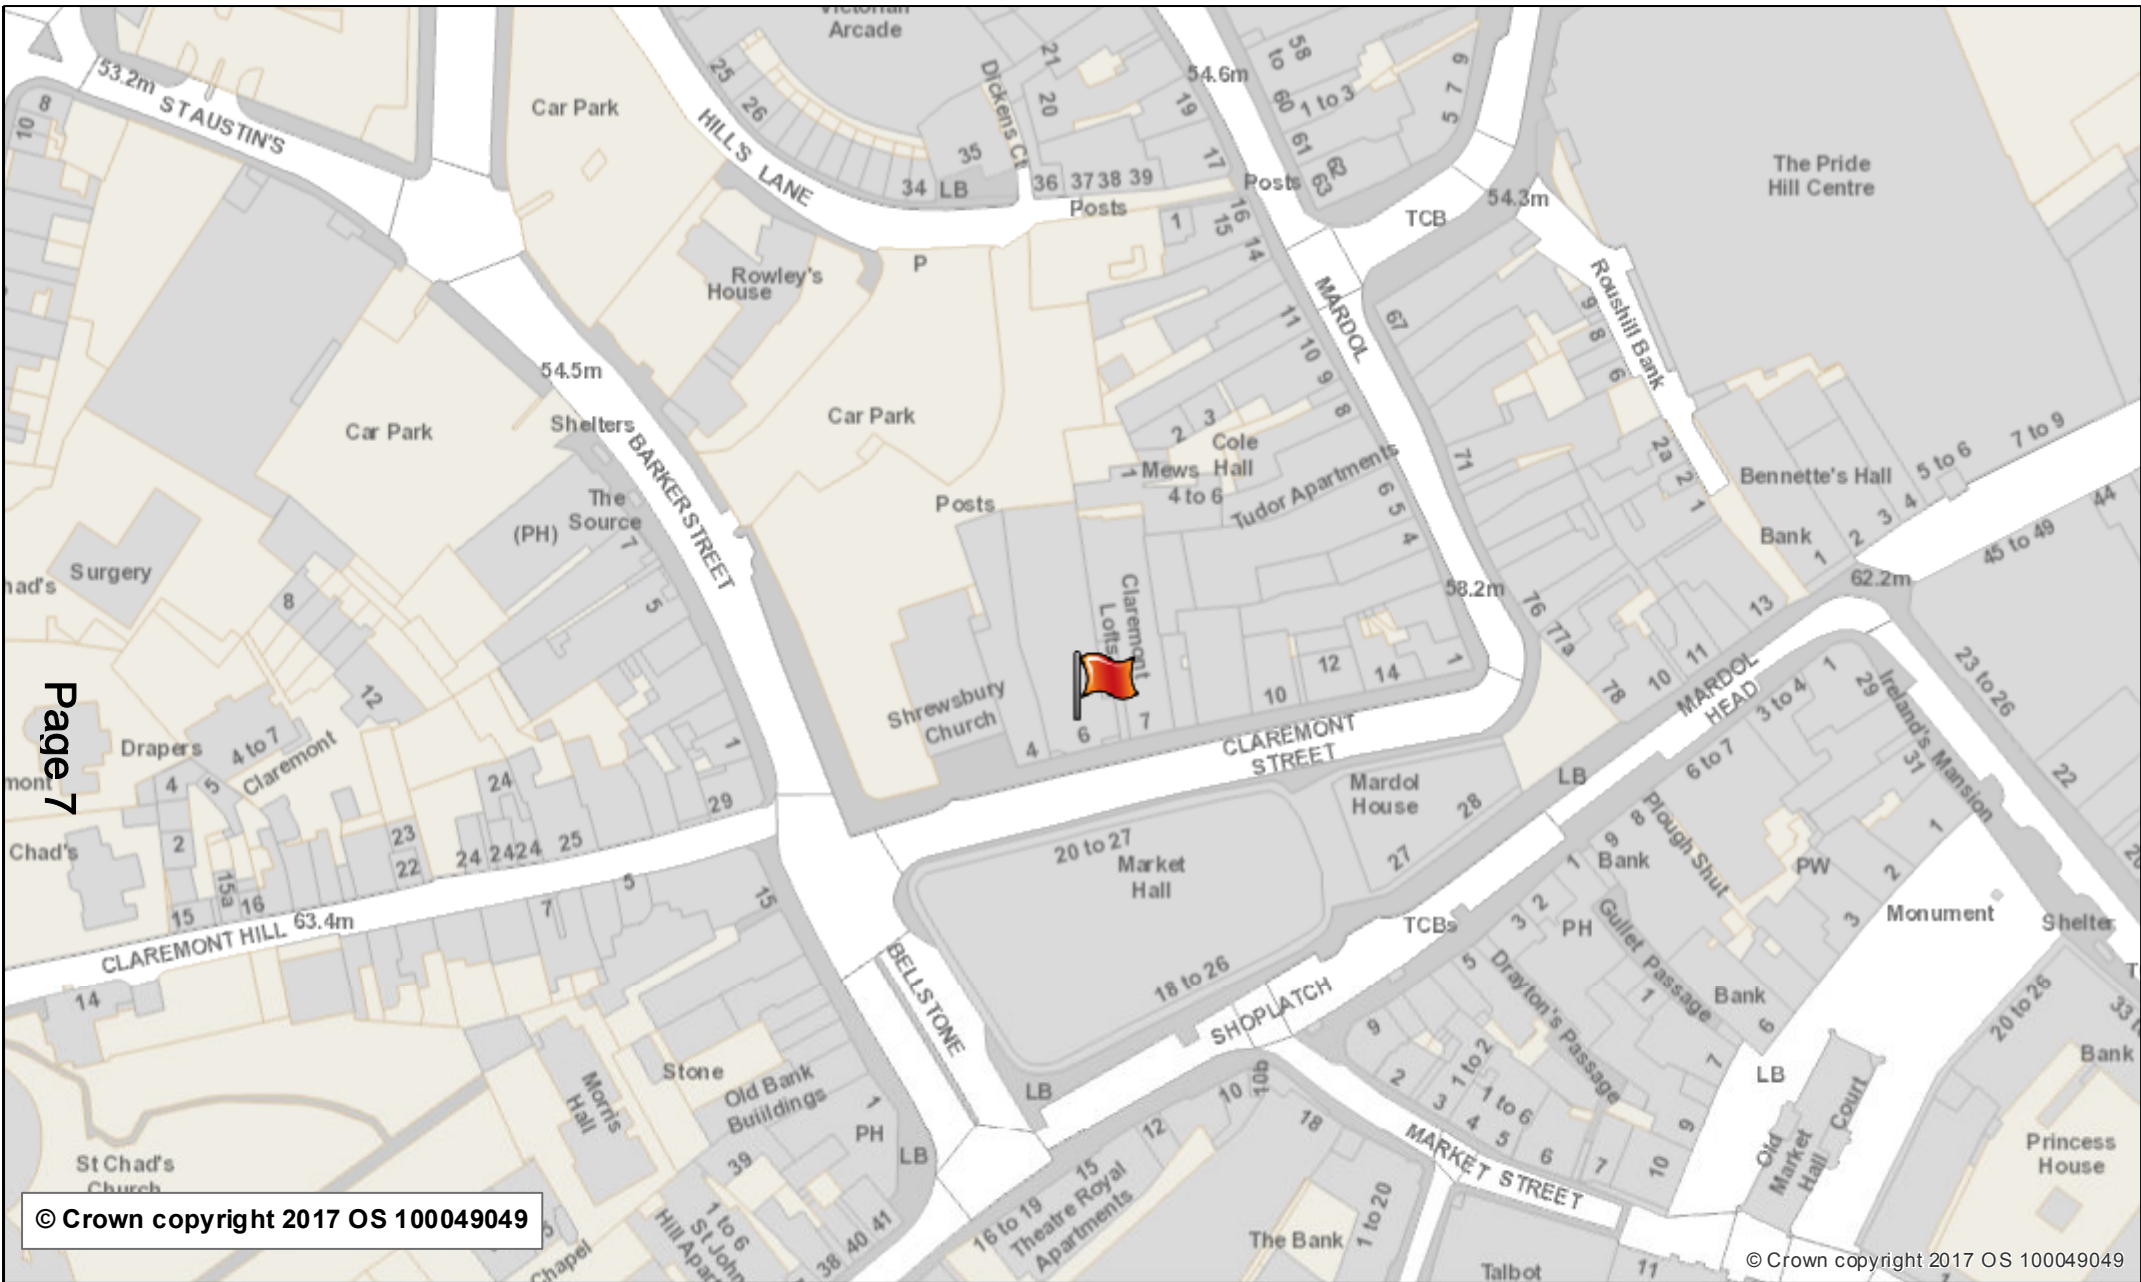 Victorian
Arcade
53.2m
ST AUSTIN'S
8
10
Car Park
25
26
HILL'S LANE
34
LB
35
Dickens Ct
21
20
36
37
38
39
Posts
19
17
54.6m
58
to
60
1 to 3
5
7
9
61
62
63
Posts
TCB
54.3m
The Pride
Hill Centre
1
16
15
14
P
Rowley's
House
54.5m
Car Park
Shelters
BARKER STREET
Car Park
MARDOL
67
Roushill Bank
9
8
6
11
10
9
8
2
3
Cole
Hall
Mews
1
4 to 6
Tudor Apartments
71
6
5
4
2a
2
1
Bennette's Hall
5 to 6
7 to 9
4
3
2
1
Bank
44
45 to 49
62.2m
Posts
The
Source
(PH)
7
5
Surgery
had's
8
12
Claremont
Lofts
58.2m
76
77a
13
11
10
78
MARDOL
HEAD
23 to 26
22
Page 7
Drapers
4 to 7
Claremont
mont
4
5
2
Chad's
15
15a
16
23
22
24
24
24
24
25
29
1
Shrewsbury
Church
4
6
7
10
12
14
1
CLAREMONT
STREET
Mardol
House
28
27
LB
3 to 4
1
29
Ireland's Mansion
31
6 to 7
8
9
Plough Shut
Bank
1
PW
1
2
3
Monument
Shelter
20 to 27
Market
Hall
18 to 26
5
7
15
CLAREMONT HILL
63.4m
14
BELLSTONE
SHOPLATCH
TCBs
1
2
3
PH
5
Gullet Passage
Drayton's Passage
1
Bank
6
7
LB
20 to 26
Bank
9
2
3
1 to 2
4
1 to 6
5
6
7
10
9
Old
Market
Hall
Court
Princess
House
Morris
Hall
Stone
Old Bank
Buiildings
1
PH
LB
LB
10
10b
12
18
MARKET STREET
15
16 to 19
Theatre Royal
Apartments
The Bank
1 to 20
39
38
40
41
1 to 6
St John
Chapel
St Chad's
Church
Talbot
11
© Crown copyright 2017 OS 100049049
© Crown copyright 2017 OS 100049049